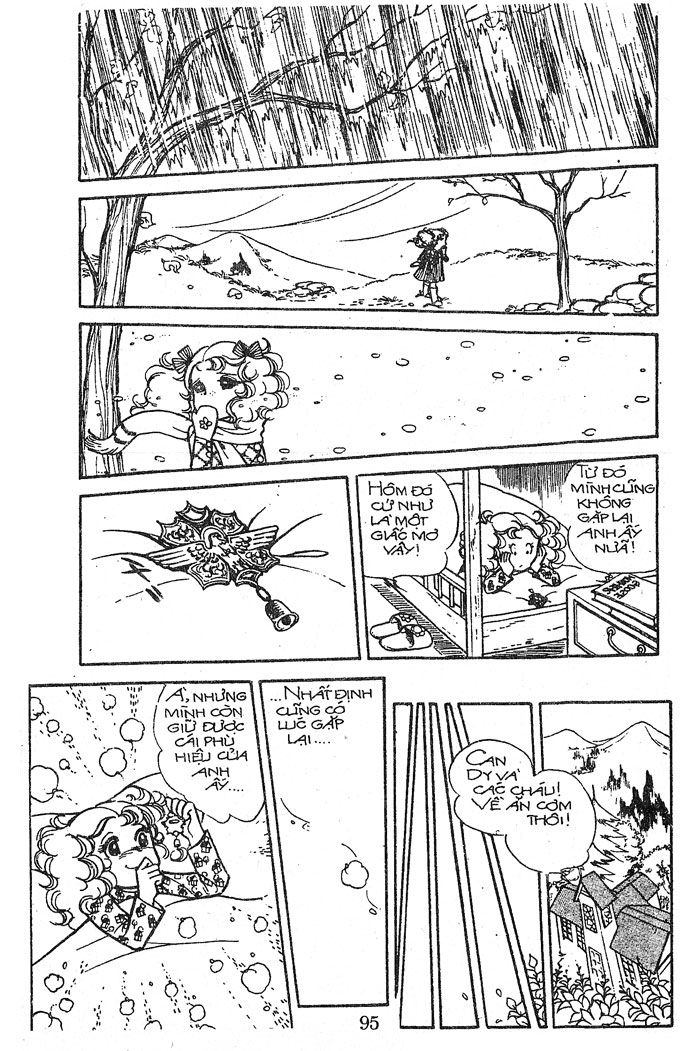 HÔM ĐÓ
CỨ NHƯ
LÀ MỘT
GIẤC MƠ
VẬY!
TỪ ĐÓ
MÌNH CŨNG
KHÔNG
GẶP LẠI
ANH ẤY
NỮA!
Á, NHƯNG
MÌNH CÒN
GIỮ ĐƯỢC
CÁI PHÙ
HIỆU CỦA
ANH
ẤY....
...NHẤT ĐỊNH
CŨNG CÓ
LÚC GẶP
LẠI....
CAN
DY VÀ
CÁC CHÁU!
VỀ ĂN CƠM
THÔI!
95